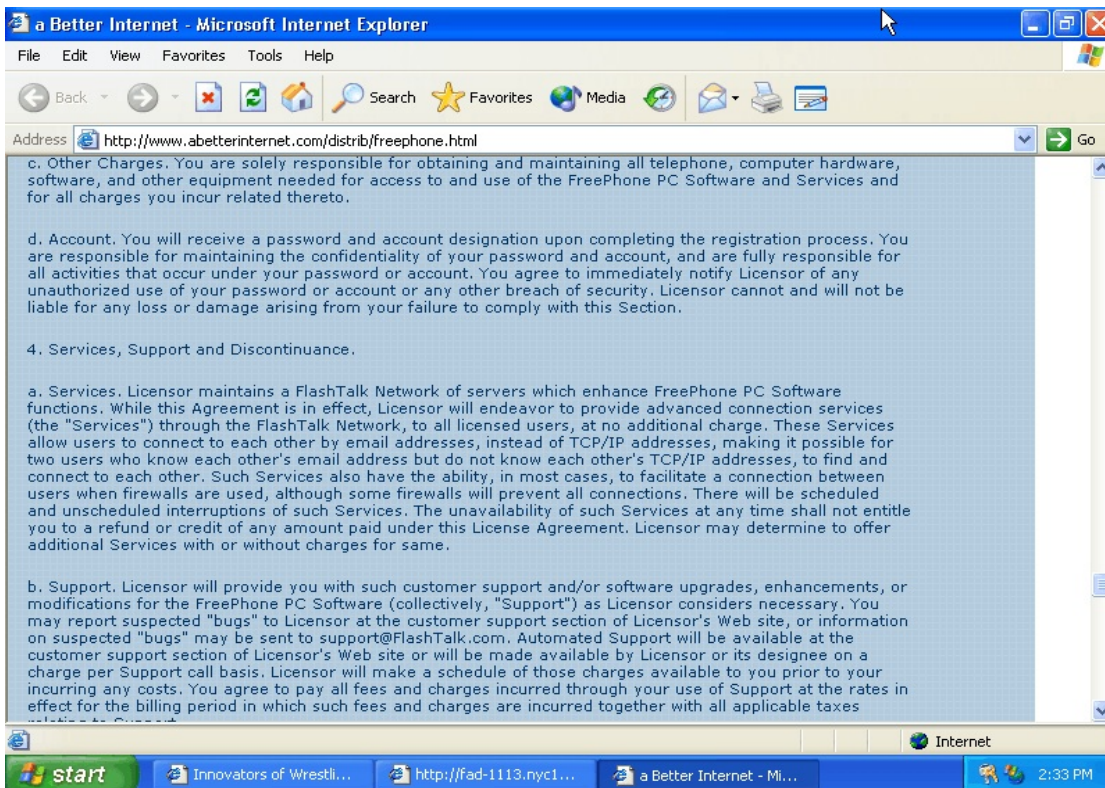 a Better Internet - Microsoft Internet Explorer
File Edit View Favorites Tools Help
Back Search Favorites Media
Address http://www.abetterinternet.com/distrib/freephone.html Go
c. Other Charges. You are solely responsible for obtaining and maintaining all telephone, computer hardware,
software, and other equipment needed for access to and use of the FreePhone PC Software and Services and
for all charges you incur related thereto.
d. Account. You will receive a password and account designation upon completing the registration process. You
are responsible for maintaining the confidentiality of your password and account, and are fully responsible for
all activities that occur under your password or account. You agree to immediately notify Licensor of any
unauthorized use of your password or account or any other breach of security. Licensor cannot and will not be
liable for any loss or damage arising from your failure to comply with this Section.
4. Services, Support and Discontinuance.
a. Services. Licensor maintains a FlashTalk Network of servers which enhance FreePhone PC Software
functions. While this Agreement is in effect, Licensor will endeavor to provide advanced connection services
(the "Services") through the FlashTalk Network, to all licensed users, at no additional charge. These Services
allow users to connect to each other by email addresses, instead of TCP/IP addresses, making it possible for
two users who know each other's email address but do not know each other's TCP/IP addresses, to find and
connect to each other. Such Services also have the ability, in most cases, to facilitate a connection between
users when firewalls are used, although some firewalls will prevent all connections. There will be scheduled
and unscheduled interruptions of such Services. The unavailability of such Services at any time shall not entitle
you to a refund or credit of any amount paid under this License Agreement. Licensor may determine to offer
additional Services with or without charges for same.
b. Support. Licensor will provide you with such customer support and/or software upgrades, enhancements, or
modifications for the FreePhone PC Software (collectively, "Support") as Licensor considers necessary. You
may report suspected "bugs" to Licensor at the customer support section of Licensor's Web site, or information
on suspected "bugs" may be sent to support@FlashTalk.com. Automated Support will be available at the
customer support section of Licensor's Web site or will be made available by Licensor or its designee on a
charge per Support call basis. Licensor will make a schedule of those charges available to you prior to your
incurring any costs. You agree to pay all fees and charges incurred through your use of Support at the rates in
effect for the billing period in which such fees and charges are incurred together with all applicable taxes
Internet
start Innovators of Wrestli... http://fad-1113.nyc1... a Better Internet - Mi... 2:33 PM